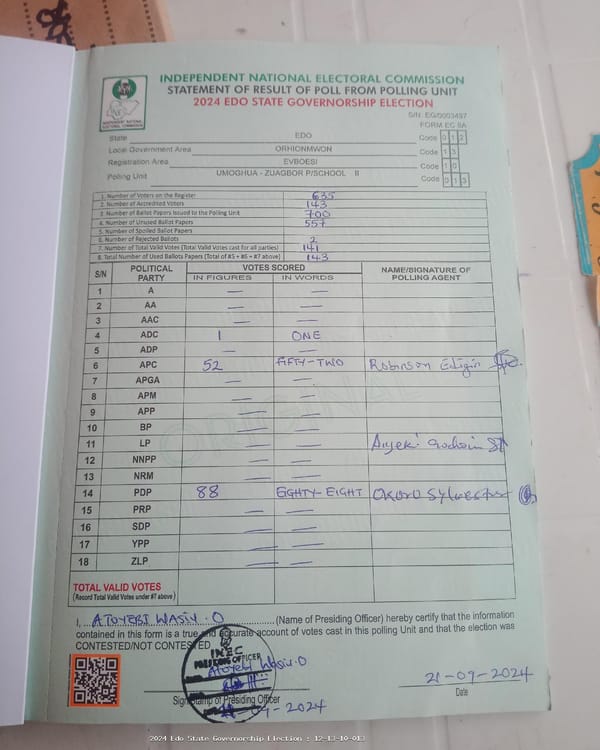 INDEPENDENT NATIONAL ELECTORAL COMMISSION
STATEMENT OF RESULT OF POLL FROM POLLING UNIT
2024 EDO STATE GOVERNORSHIP ELECTION
INDEPENDENT NATIONAL ELECTORAL COMMISSION
S/N: EG/0003497
FORM EC 8A
State EDO Code 0 1 2
Local Government Area ORHIONMWON Code 1 3
Registration Area EVBOESI Code 1 0
Polling Unit UMOGHUA - ZUAGBOR P/SCHOOL II Code 0 1 3
1. Number of Voters on the Register 635
2. Number of Accredited Voters 143
3. Number of Ballot Papers Issued to the Polling Unit 700
4. Number of Unused Ballot Papers 557
5. Number of Spoiled Ballot Papers
6. Number of Rejected Ballots 2
7. Number of Total Valid Votes (Total Valid Votes cast for all parties) 141
8. Total Number of Used Ballots Papers (Total of #5 + #6 + #7 above) 143
S/N POLITICAL PARTY VOTES SCORED NAME/SIGNATURE OF POLLING AGENT
IN FIGURES IN WORDS
1 A — —
2 AA — —
3 AAC — —
4 ADC 1 ONE
5 ADP — —
6 APC 52 FIFTY-TWO Robinson
7 APGA — —
8 APM — —
9 APP — —
10 BP — —
11 LP — —
12 NNPP — —
13 NRM — —
14 PDP 88 EIGHTY-EIGHT Okoro Sylvester
15 PRP — —
16 SDP — —
17 YPP — —
18 ZLP — —
ORIGINAL
TOTAL VALID VOTES
(Record Total Valid Votes under #7 above)
I, ATOYEBI WASIU .O (Name of Presiding Officer) hereby certify that the information
contained in this form is a true and accurate account of votes cast in this polling Unit and that the election was
CONTESTED/NOT CONTESTED
INEC
PRESIDING OFFICER
Atoyebi Wasiu .O
Sign/Stamp of Presiding Officer
21-09-2024
21-09-2024
Date
2024 Edo State Governorship Election : 12-13-10-013